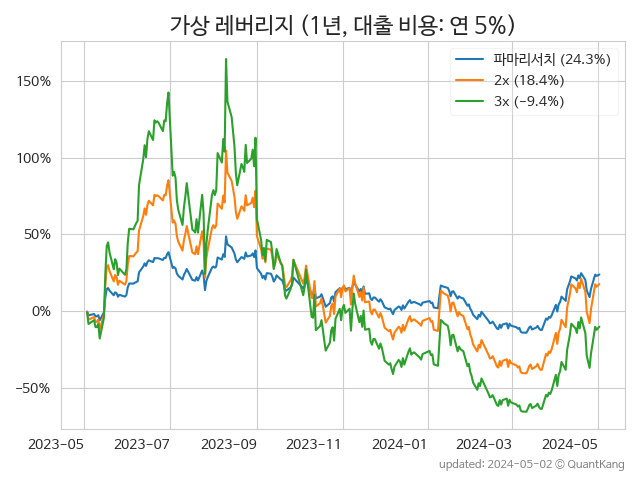 가상 레버리지 (1년, 대출 비용: 연 5%)
파마리서치 (24.3%)
2x (18.4%)
3x (−9.4%)
150%
100%
50%
0%
−50%
2023-05 2023-07 2023-09 2023-11 2024-01 2024-03 2024-05
updated: 2024-05-02 © QuantKang